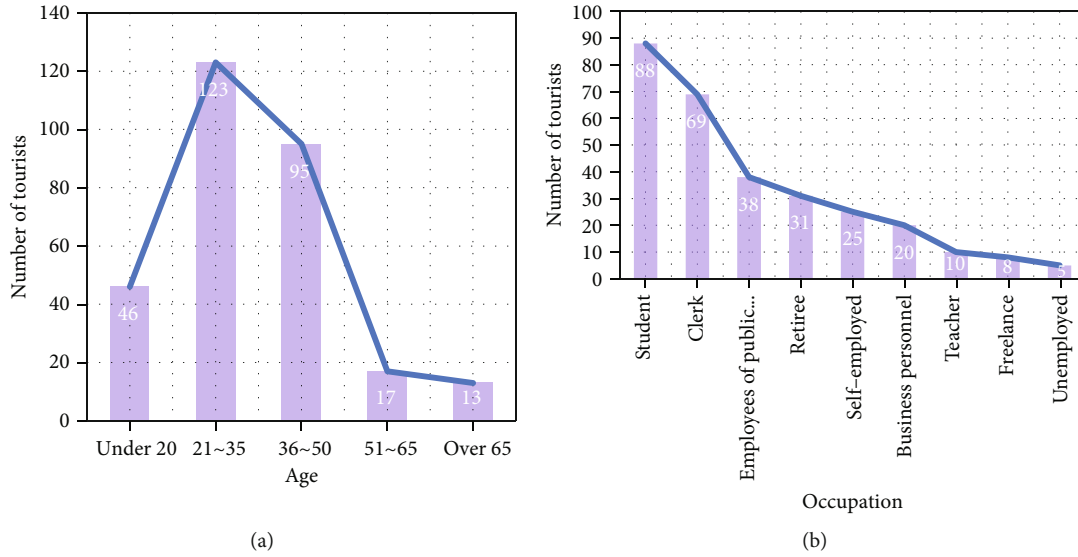 Number of tourists
140
120
100
80
60
40
20
0
46
123
95
17
13
Under 20
21~35
36~50
51~65
Over 65
Age
(a)
Number of tourists
100
90
80
70
60
50
40
30
20
10
0
88
69
38
31
25
20
10
8
5
Student
Clerk
Employees of public...
Retiree
Self-employed
Business personnel
Teacher
Freelance
Unemployed
Occupation
(b)